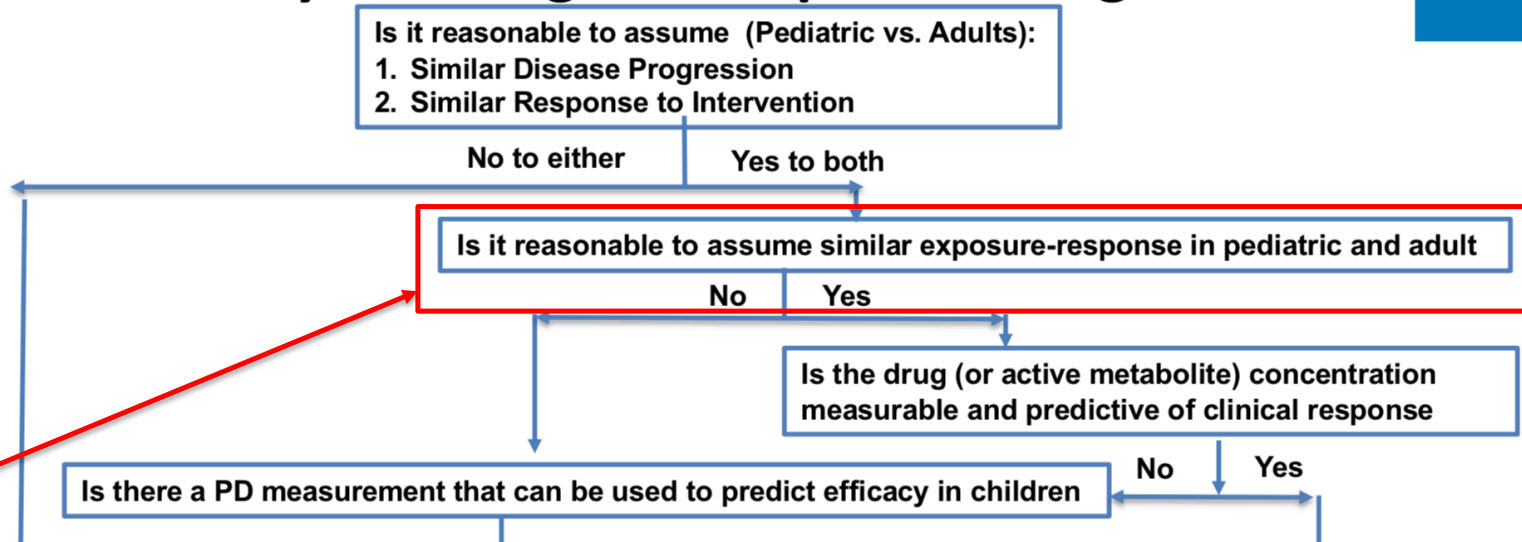 Is it reasonable to assume (Pediatric vs. Adults):
1. Similar Disease Progression
2. Similar Response to Intervention
No to either
Yes to both
Is it reasonable to assume similar exposure-response in pediatric and adult
No
Yes
Is the drug (or active metabolite) concentration
measurable and predictive of clinical response
No
Yes
Is there a PD measurement that can be used to predict efficacy in children